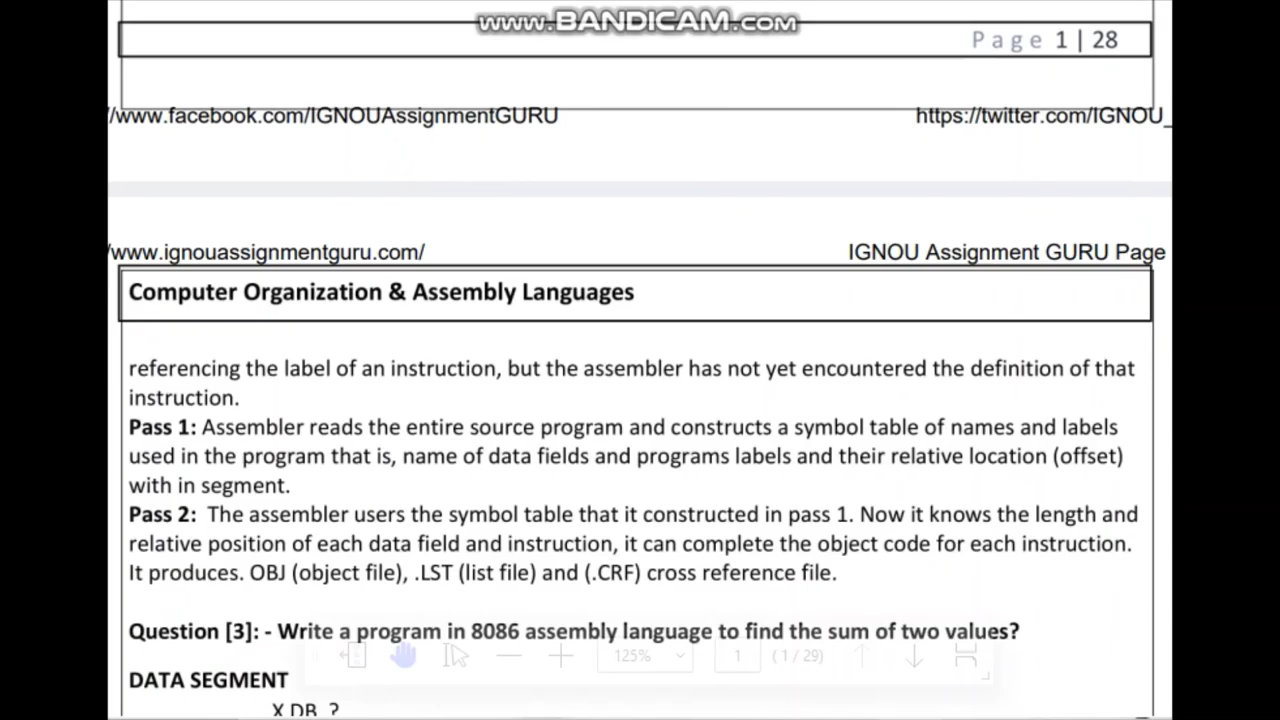 www.BANDICAM.com
Page 1 | 28
/www.facebook.com/IGNOUAssignmentGURU
https://twitter.com/IGNOU_
/www.ignouassignmentguru.com/
IGNOU Assignment GURU Page
Computer Organization & Assembly Languages
referencing the label of an instruction, but the assembler has not yet encountered the definition of that
instruction.
Pass 1: Assembler reads the entire source program and constructs a symbol table of names and labels
used in the program that is, name of data fields and programs labels and their relative location (offset)
with in segment.
Pass 2: The assembler users the symbol table that it constructed in pass 1. Now it knows the length and
relative position of each data field and instruction, it can complete the object code for each instruction.
It produces. OBJ (object file), .LST (list file) and (.CRF) cross reference file.
Question [3]: - Write a program in 8086 assembly language to find the sum of two values?
125%
1
(1 / 29)
DATA SEGMENT
X DB ?